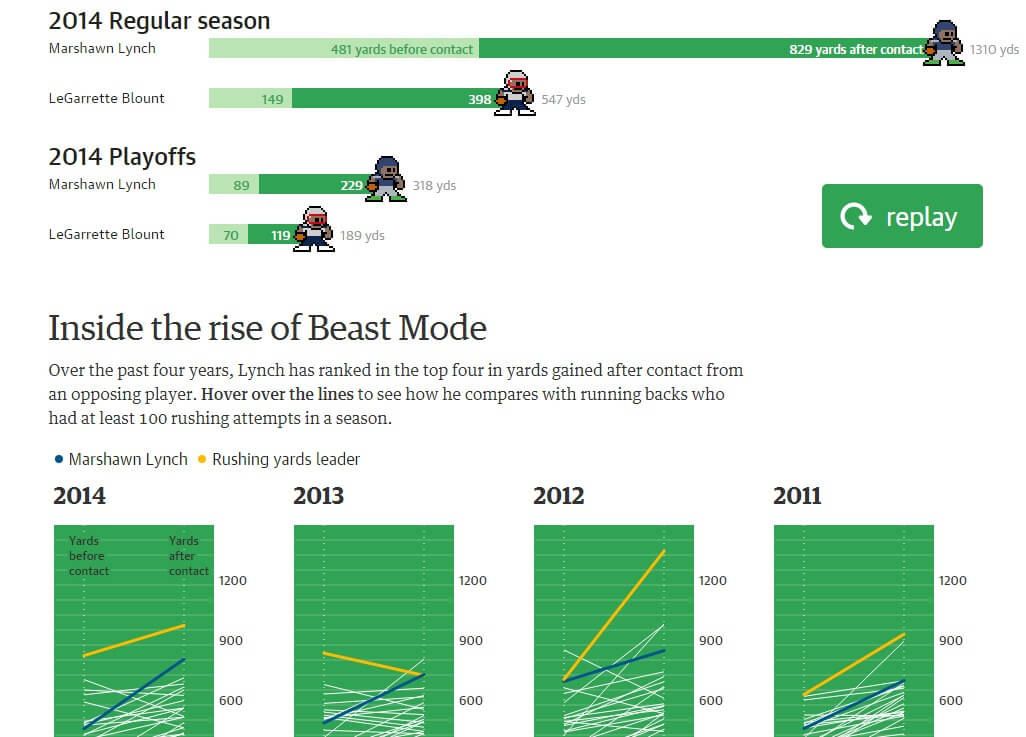 2014 Regular season
Marshawn Lynch 481 yards before contact 829 yards after contact 1310 yds
LeGarrette Blount 149 398 547 yds
2014 Playoffs
Marshawn Lynch 89 229 318 yds
LeGarrette Blount 70 119 189 yds
replay
Inside the rise of Beast Mode
Over the past four years, Lynch has ranked in the top four in yards gained after contact from
an opposing player. Hover over the lines to see how he compares with running backs who
had at least 100 rushing attempts in a season.
Marshawn Lynch Rushing yards leader
2014 2013 2012 2011
Yards Yards
before after
contact contact
1200 1200 1200 1200
900 900 900 900
600 600 600 600